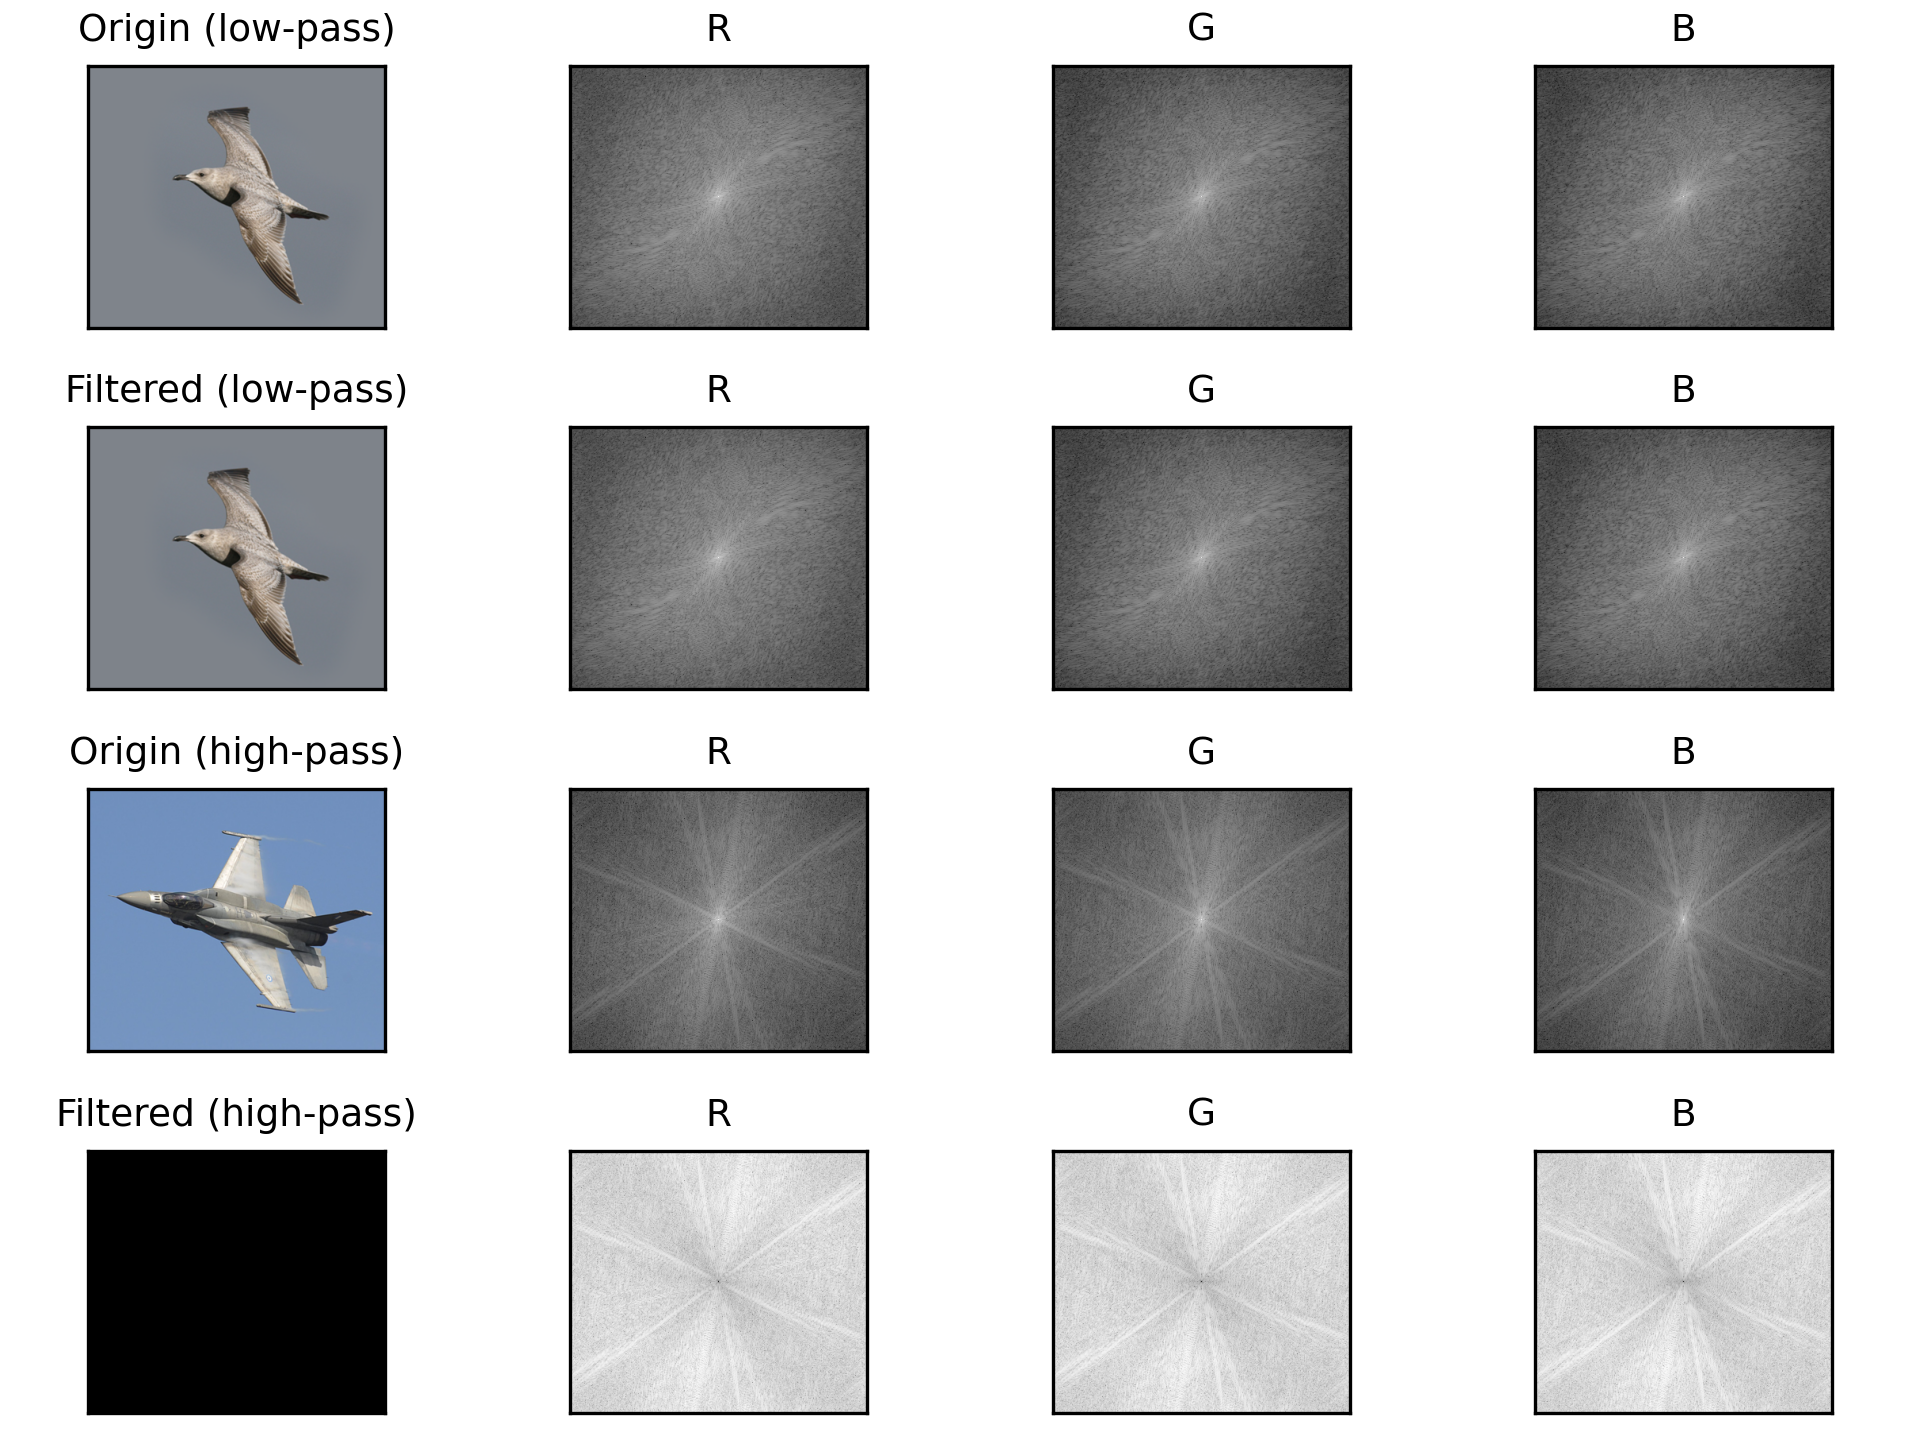 Origin (low-pass) R G B
Filtered (low-pass) R G B
Origin (high-pass) R G B
Filtered (high-pass) R G B